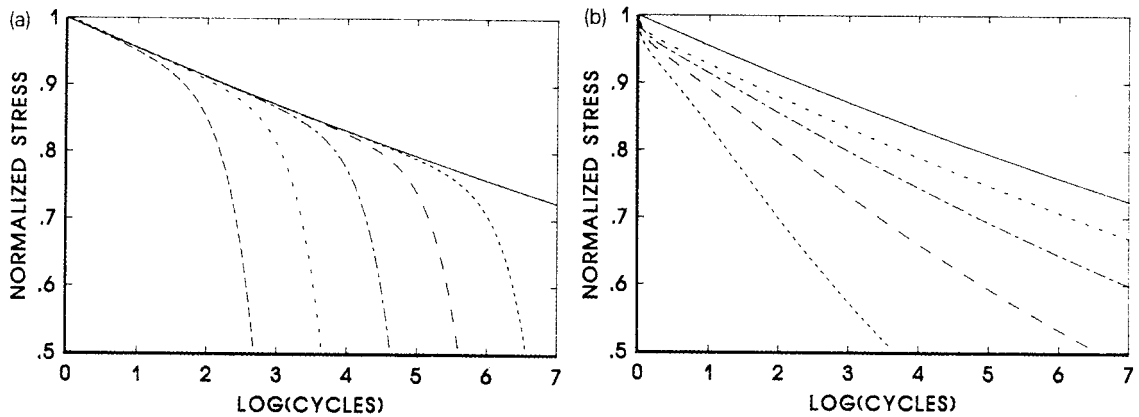 (a)
1
.9
.8
.7
.6
.5
NORMALIZED STRESS
0 1 2 3 4 5 6 7
LOG(CYCLES)
(b)
1
.9
.8
.7
.6
.5
NORMALIZED STRESS
0 1 2 3 4 5 6 7
LOG(CYCLES)